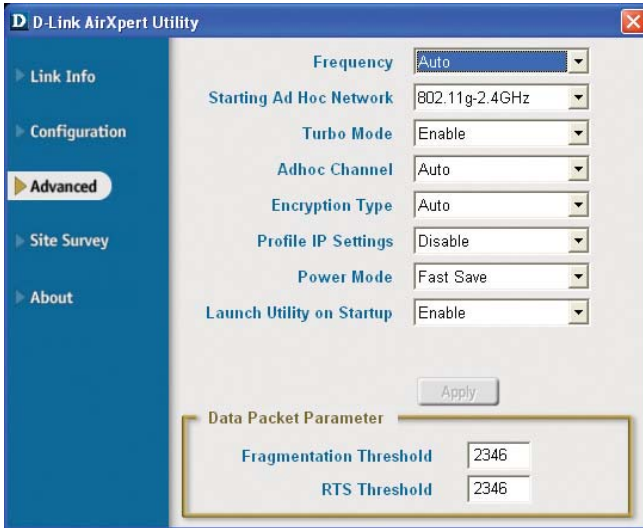 D D-Link AirXpert Utility
Link Info
Configuration
Advanced
Site Survey
About
Frequency Auto
Starting Ad Hoc Network 802.11g-2.4GHz
Turbo Mode Enable
Adhoc Channel Auto
Encryption Type Auto
Profile IP Settings Disable
Power Mode Fast Save
Launch Utility on Startup Enable
Apply
Data Packet Parameter
Fragmentation Threshold 2346
RTS Threshold 2346